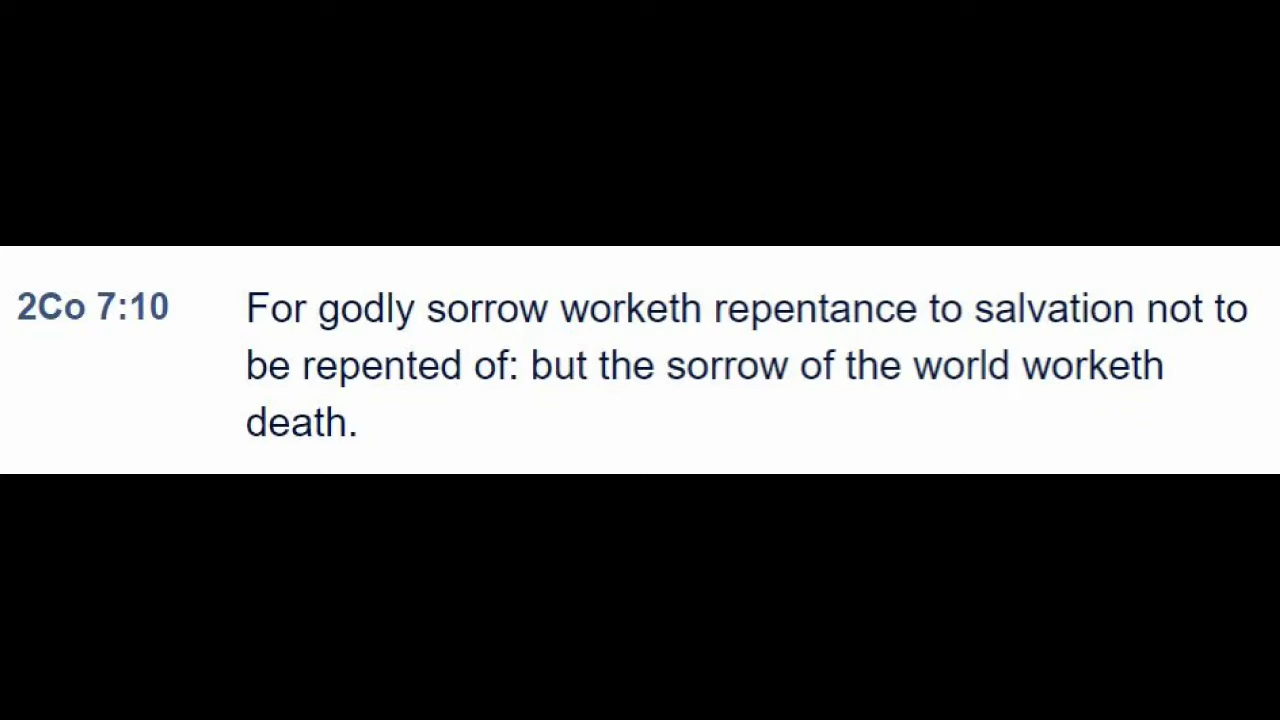 2Co 7:10 For godly sorrow worketh repentance to salvation not to
be repented of: but the sorrow of the world worketh
death.